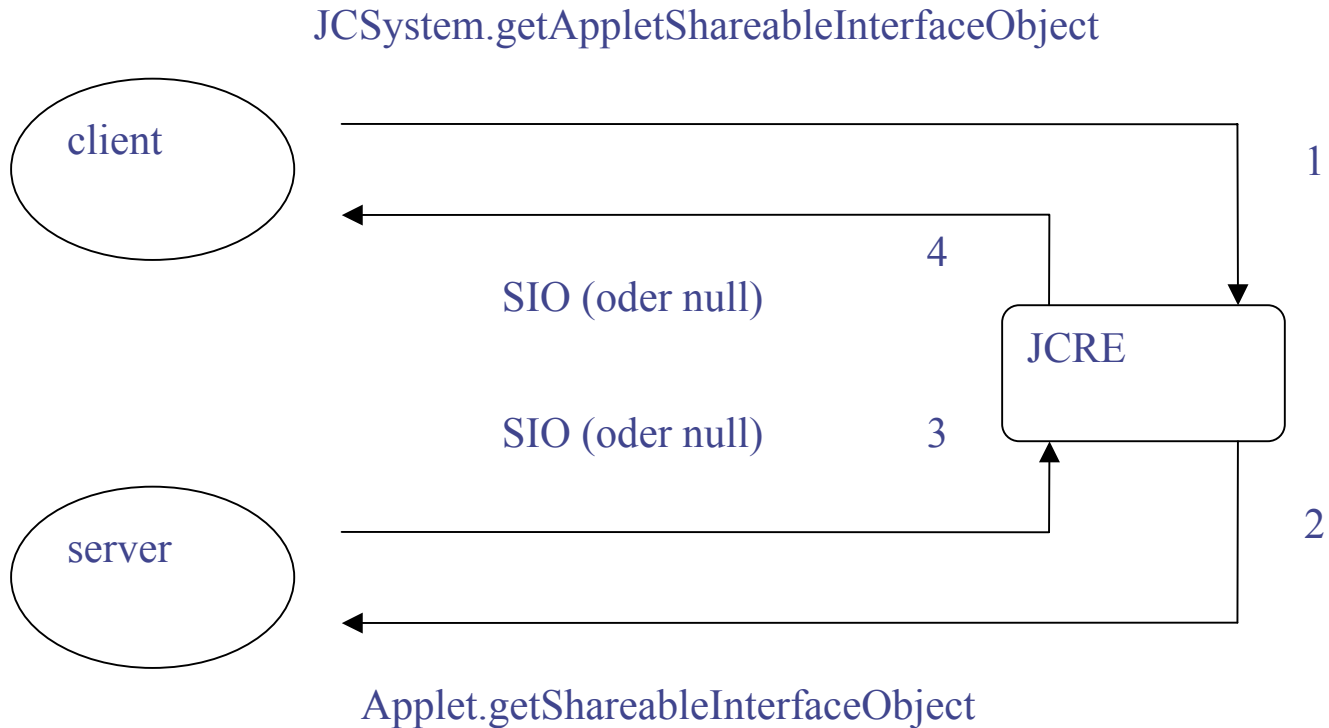 JCSystem.getAppletShareableInterfaceObject
client
1
4
SIO (oder null)
JCRE
SIO (oder null)
3
server
2
Applet.getShareableInterfaceObject